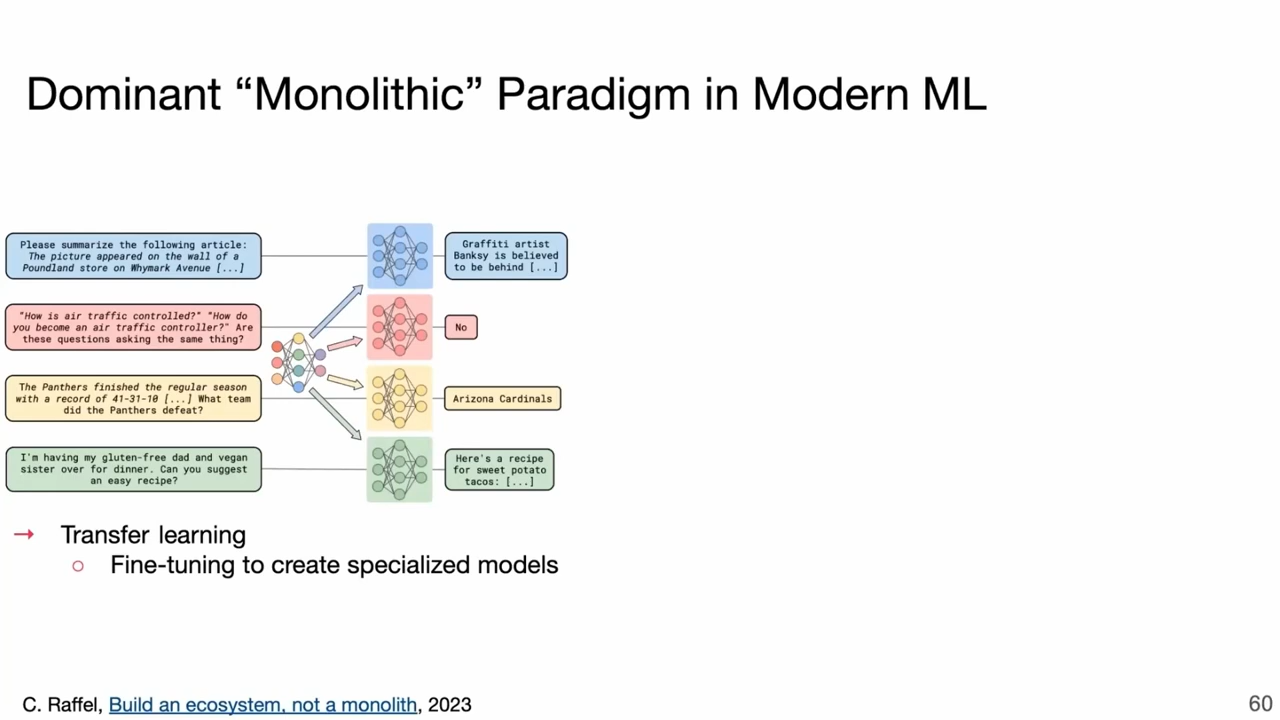 Dominant “Monolithic” Paradigm in Modern ML
Please summarize the following article:
The picture appeared on the wall of a
Poundland store on Whymark Avenue [...]
Graffiti artist
Banksy is believed
to be behind [...]
"How is air traffic controlled?" "How do
you become an air traffic controller?" Are
these questions asking the same thing?
No
The Panthers finished the regular season
with a record of 41-31-10 [...] What team
did the Panthers defeat?
Arizona Cardinals
I'm having my gluten-free dad and vegan
sister over for dinner. Can you suggest
an easy recipe?
Here's a recipe
for sweet potato
tacos: [...]
→ Transfer learning
○ Fine-tuning to create specialized models
C. Raffel, Build an ecosystem, not a monolith, 2023
60